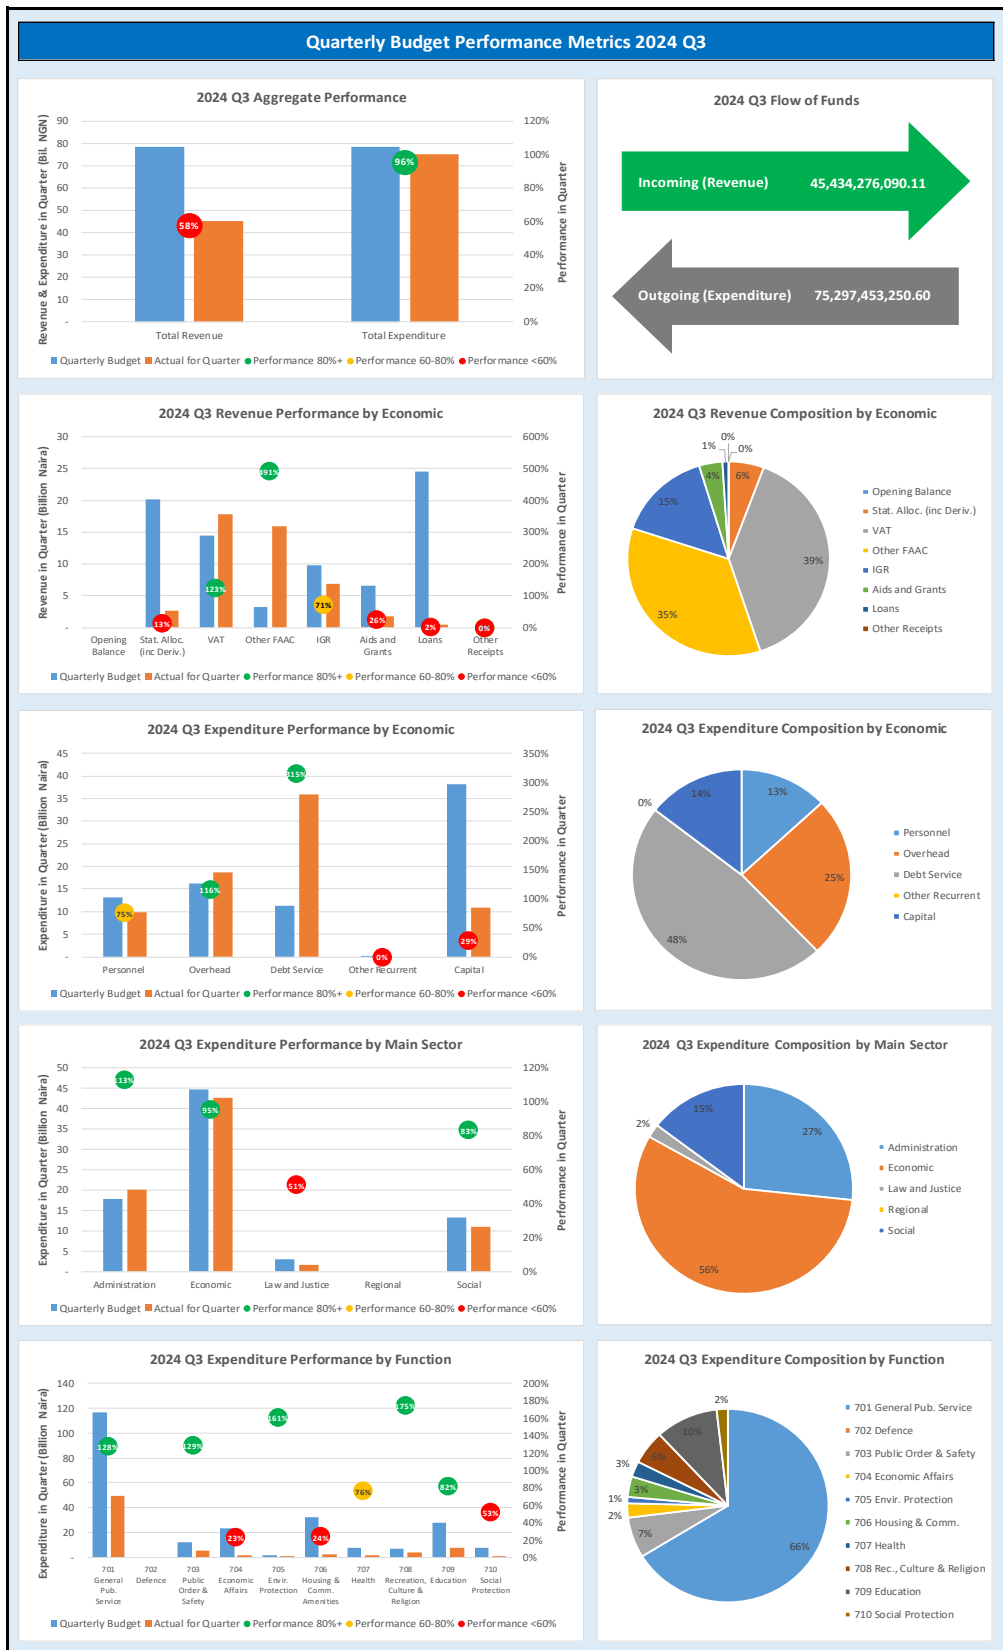 Quarterly Budget Performance Metrics 2024 Q3
2024 Q3 Aggregate Performance
Revenue & Expenditure in Quarter (Bil. NGN)
90
80
70
60
50
40
30
20
10
-
58%
96%
120%
100%
80%
60%
40%
20%
0%
Performance in Quarter
Total Revenue
Total Expenditure
Quarterly Budget
Actual for Quarter
Performance 80%+
Performance 60-80%
Performance <60%
2024 Q3 Flow of Funds
Incoming (Revenue) 45,434,276,090.11
Outgoing (Expenditure) 75,297,453,250.60
2024 Q3 Revenue Performance by Economic
Revenue in Quarter (Billion Naira)
30
25
20
15
10
5
-
13%
123%
491%
71%
26%
2%
0%
600%
500%
400%
300%
200%
100%
0%
Performance in Quarter
Opening
Balance
Stat. Alloc.
(inc Deriv.)
VAT
Other FAAC
IGR
Aids and
Grants
Loans
Other
Receipts
Quarterly Budget
Actual for Quarter
Performance 80%+
Performance 60-80%
Performance <60%
2024 Q3 Revenue Composition by Economic
0%
1%
0%
4%
6%
15%
39%
35%
Opening Balance
Stat. Alloc. (inc Deriv.)
VAT
Other FAAC
IGR
Aids and Grants
Loans
Other Receipts
2024 Q3 Expenditure Performance by Economic
Expenditure in Quarter (Billion Naira)
45
40
35
30
25
20
15
10
5
-
75%
116%
315%
0%
29%
350%
300%
250%
200%
150%
100%
50%
0%
Performance in Quarter
Personnel
Overhead
Debt Service
Other Recurrent
Capital
Quarterly Budget
Actual for Quarter
Performance 80%+
Performance 60-80%
Performance <60%
2024 Q3 Expenditure Composition by Economic
0%
14%
13%
25%
48%
Personnel
Overhead
Debt Service
Other Recurrent
Capital
2024 Q3 Expenditure Performance by Main Sector
Expenditure in Quarter (Billion Naira)
50
45
40
35
30
25
20
15
10
5
-
113%
95%
51%
83%
120%
100%
80%
60%
40%
20%
0%
Performance in Quarter
Administration
Economic
Law and Justice
Regional
Social
Quarterly Budget
Actual for Quarter
Performance 80%+
Performance 60-80%
Performance <60%
2024 Q3 Expenditure Composition by Main Sector
15%
2%
27%
56%
Administration
Economic
Law and Justice
Regional
Social
2024 Q3 Expenditure Performance by Function
Expenditure in Quarter (Billion Naira)
140
120
100
80
60
40
20
-
128%
129%
23%
161%
24%
76%
175%
82%
53%
200%
180%
160%
140%
120%
100%
80%
60%
40%
20%
0%
Performance in Quarter
701
General
Pub.
Service
702
Defence
703
Public
Order &
Safety
704
Economic
Affairs
705
Envir.
Protection
706
Housing &
Comm.
Amenities
707
Health
708
Recreation,
Culture &
Religion
709
Education
710
Social
Protection
Quarterly Budget
Actual for Quarter
Performance 80%+
Performance 60-80%
Performance <60%
2024 Q3 Expenditure Composition by Function
2%
10%
6%
3%
3%
1%
2%
7%
66%
701 General Pub. Service
702 Defence
703 Public Order & Safety
704 Economic Affairs
705 Envir. Protection
706 Housing & Comm.
707 Health
708 Rec., Culture & Religion
709 Education
710 Social Protection